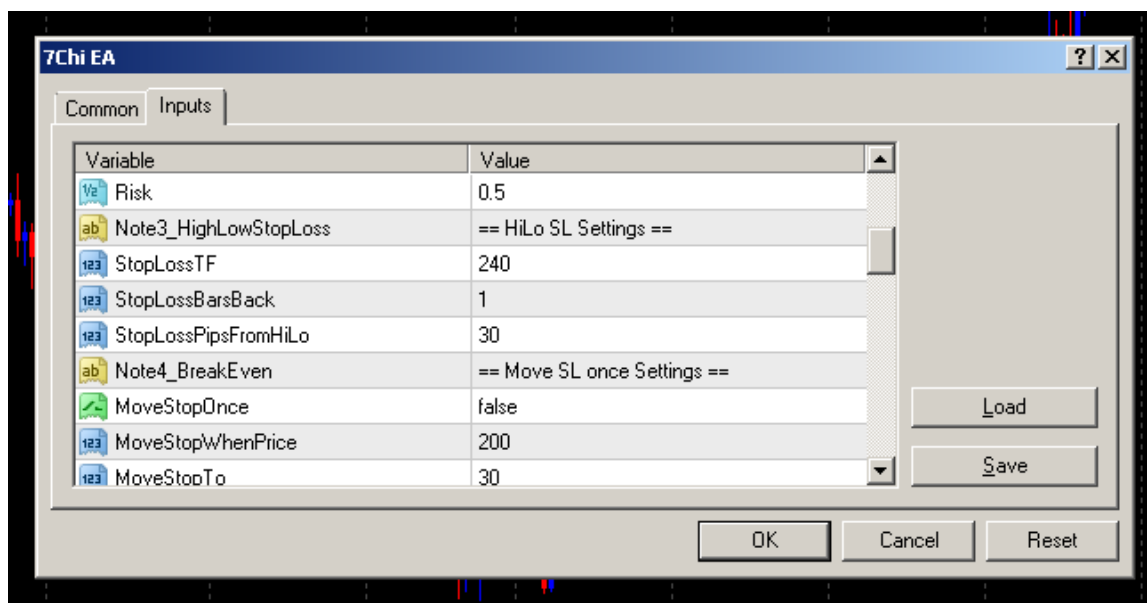 7Chi EA
Common Inputs
Variable Value
Risk 0.5
Note3_HighLowStopLoss == HiLo SL Settings ==
StopLossTF 240
StopLossBarsBack 1
StopLossPipsFromHiLo 30
Note4_BreakEven == Move SL once Settings ==
MoveStopOnce false
MoveStopWhenPrice 200
MoveStopTo 30
Load
Save
OK Cancel Reset